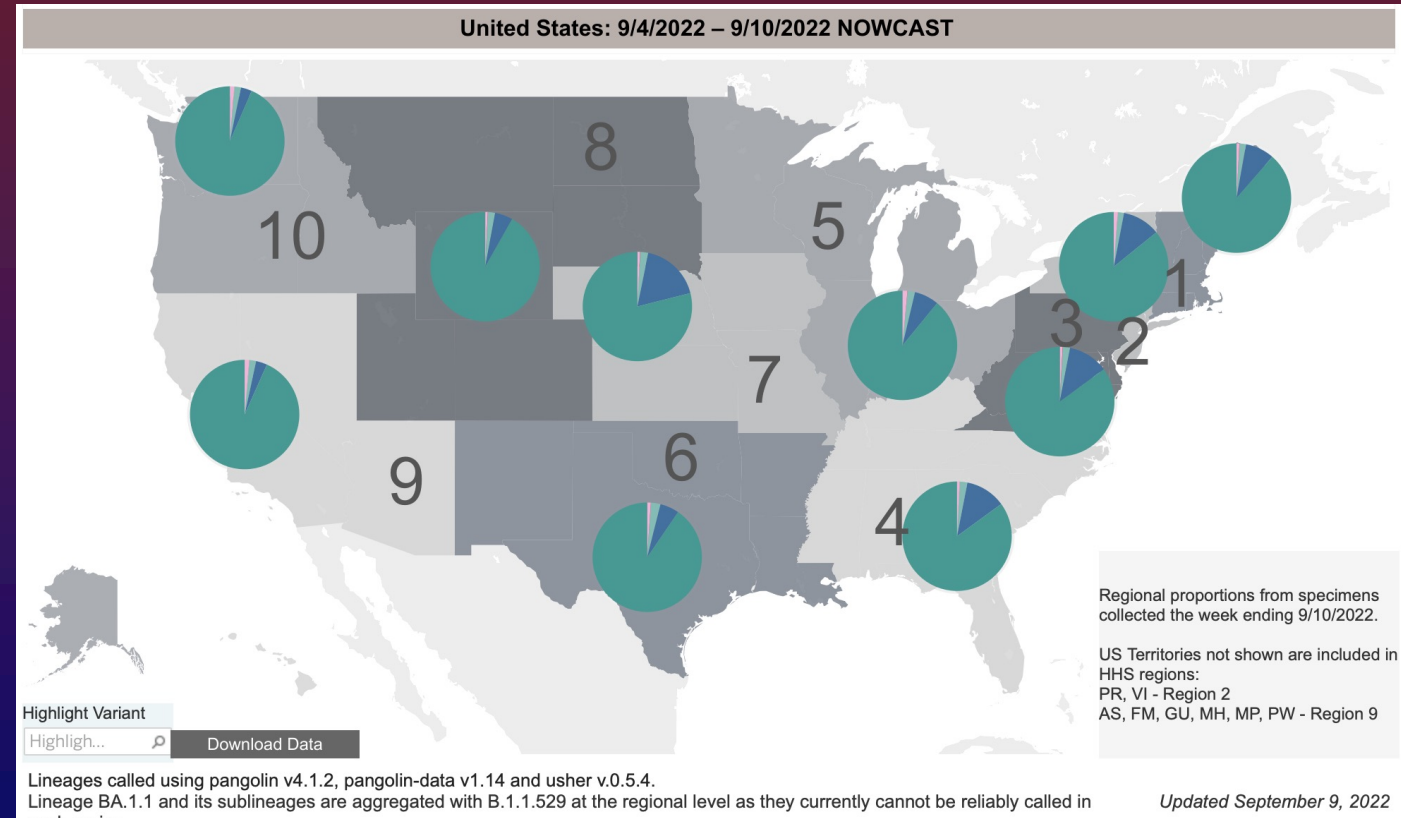 United States: 9/4/2022 – 9/10/2022 NOWCAST
8
10
5
1
3
2
7
6
9
4
Regional proportions from specimens
collected the week ending 9/10/2022.
US Territories not shown are included in
HHS regions:
PR, VI - Region 2
AS, FM, GU, MH, MP, PW - Region 9
Highlight Variant
Highligh...
Download Data
Lineages called using pangolin v4.1.2, pangolin-data v1.14 and usher v.0.5.4.
Lineage BA.1.1 and its sublineages are aggregated with B.1.1.529 at the regional level as they currently cannot be reliably called in
Updated September 9, 2022